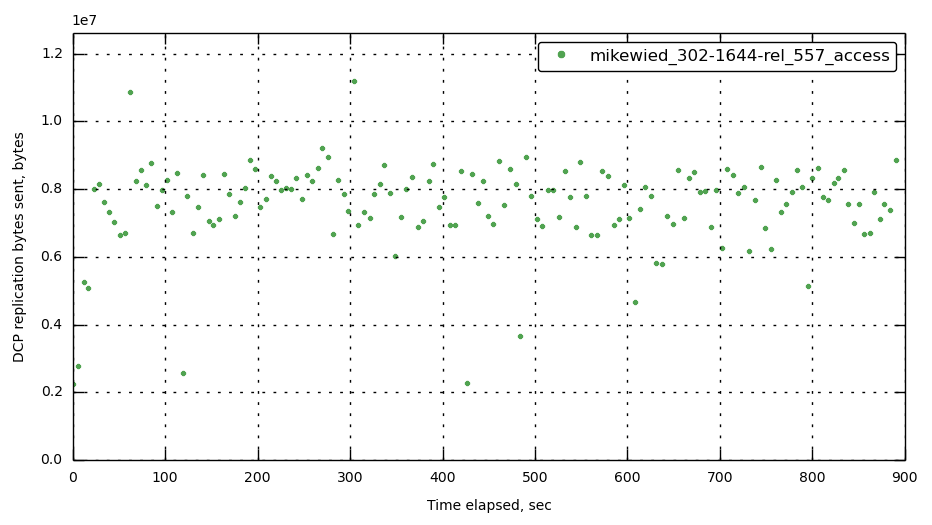 1e7
1.2
mikewied_302-1644-rel_557_access
1.0
0.8
0.6
0.4
0.2
0.0
DCP replication bytes sent, bytes
0 100 200 300 400 500 600 700 800 900
Time elapsed, sec